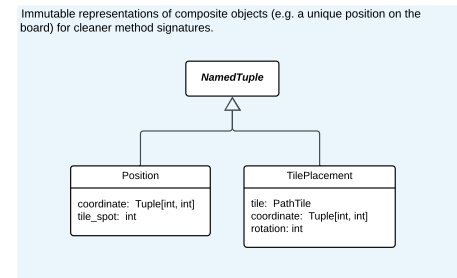 Immutable representations of composite objects (e.g. a unique position on the
board) for cleaner method signatures.
NamedTuple
Position
coordinate: Tuple[int, int]
tile_spot: int
TilePlacement
tile: PathTile
coordinate: Tuple[int, int]
rotation: int